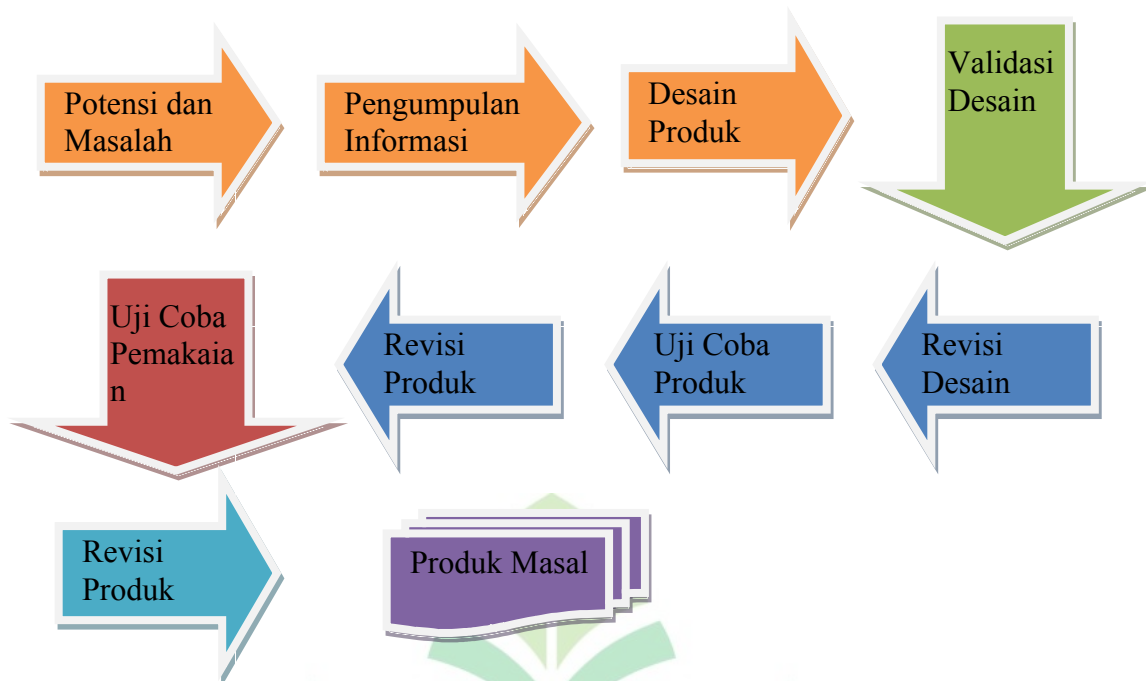 Potensi dan
Masalah
Pengumpulan
Informasi
Desain
Produk
Validasi
Desain
Revisi
Desain
Uji Coba
Produk
Revisi
Produk
Uji Coba
Pemakaia
n
Revisi
Produk
Produk Masal